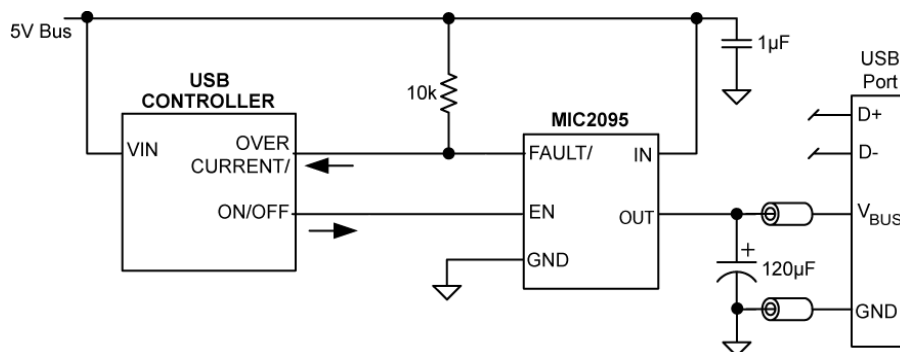 5V Bus
1µF
USB
Port
USB
CONTROLLER
10k
MIC2095
D+
VIN
OVER
CURRENT/
FAULT/
IN
D-
ON/OFF
EN
OUT
VBUS
GND
120µF
GND